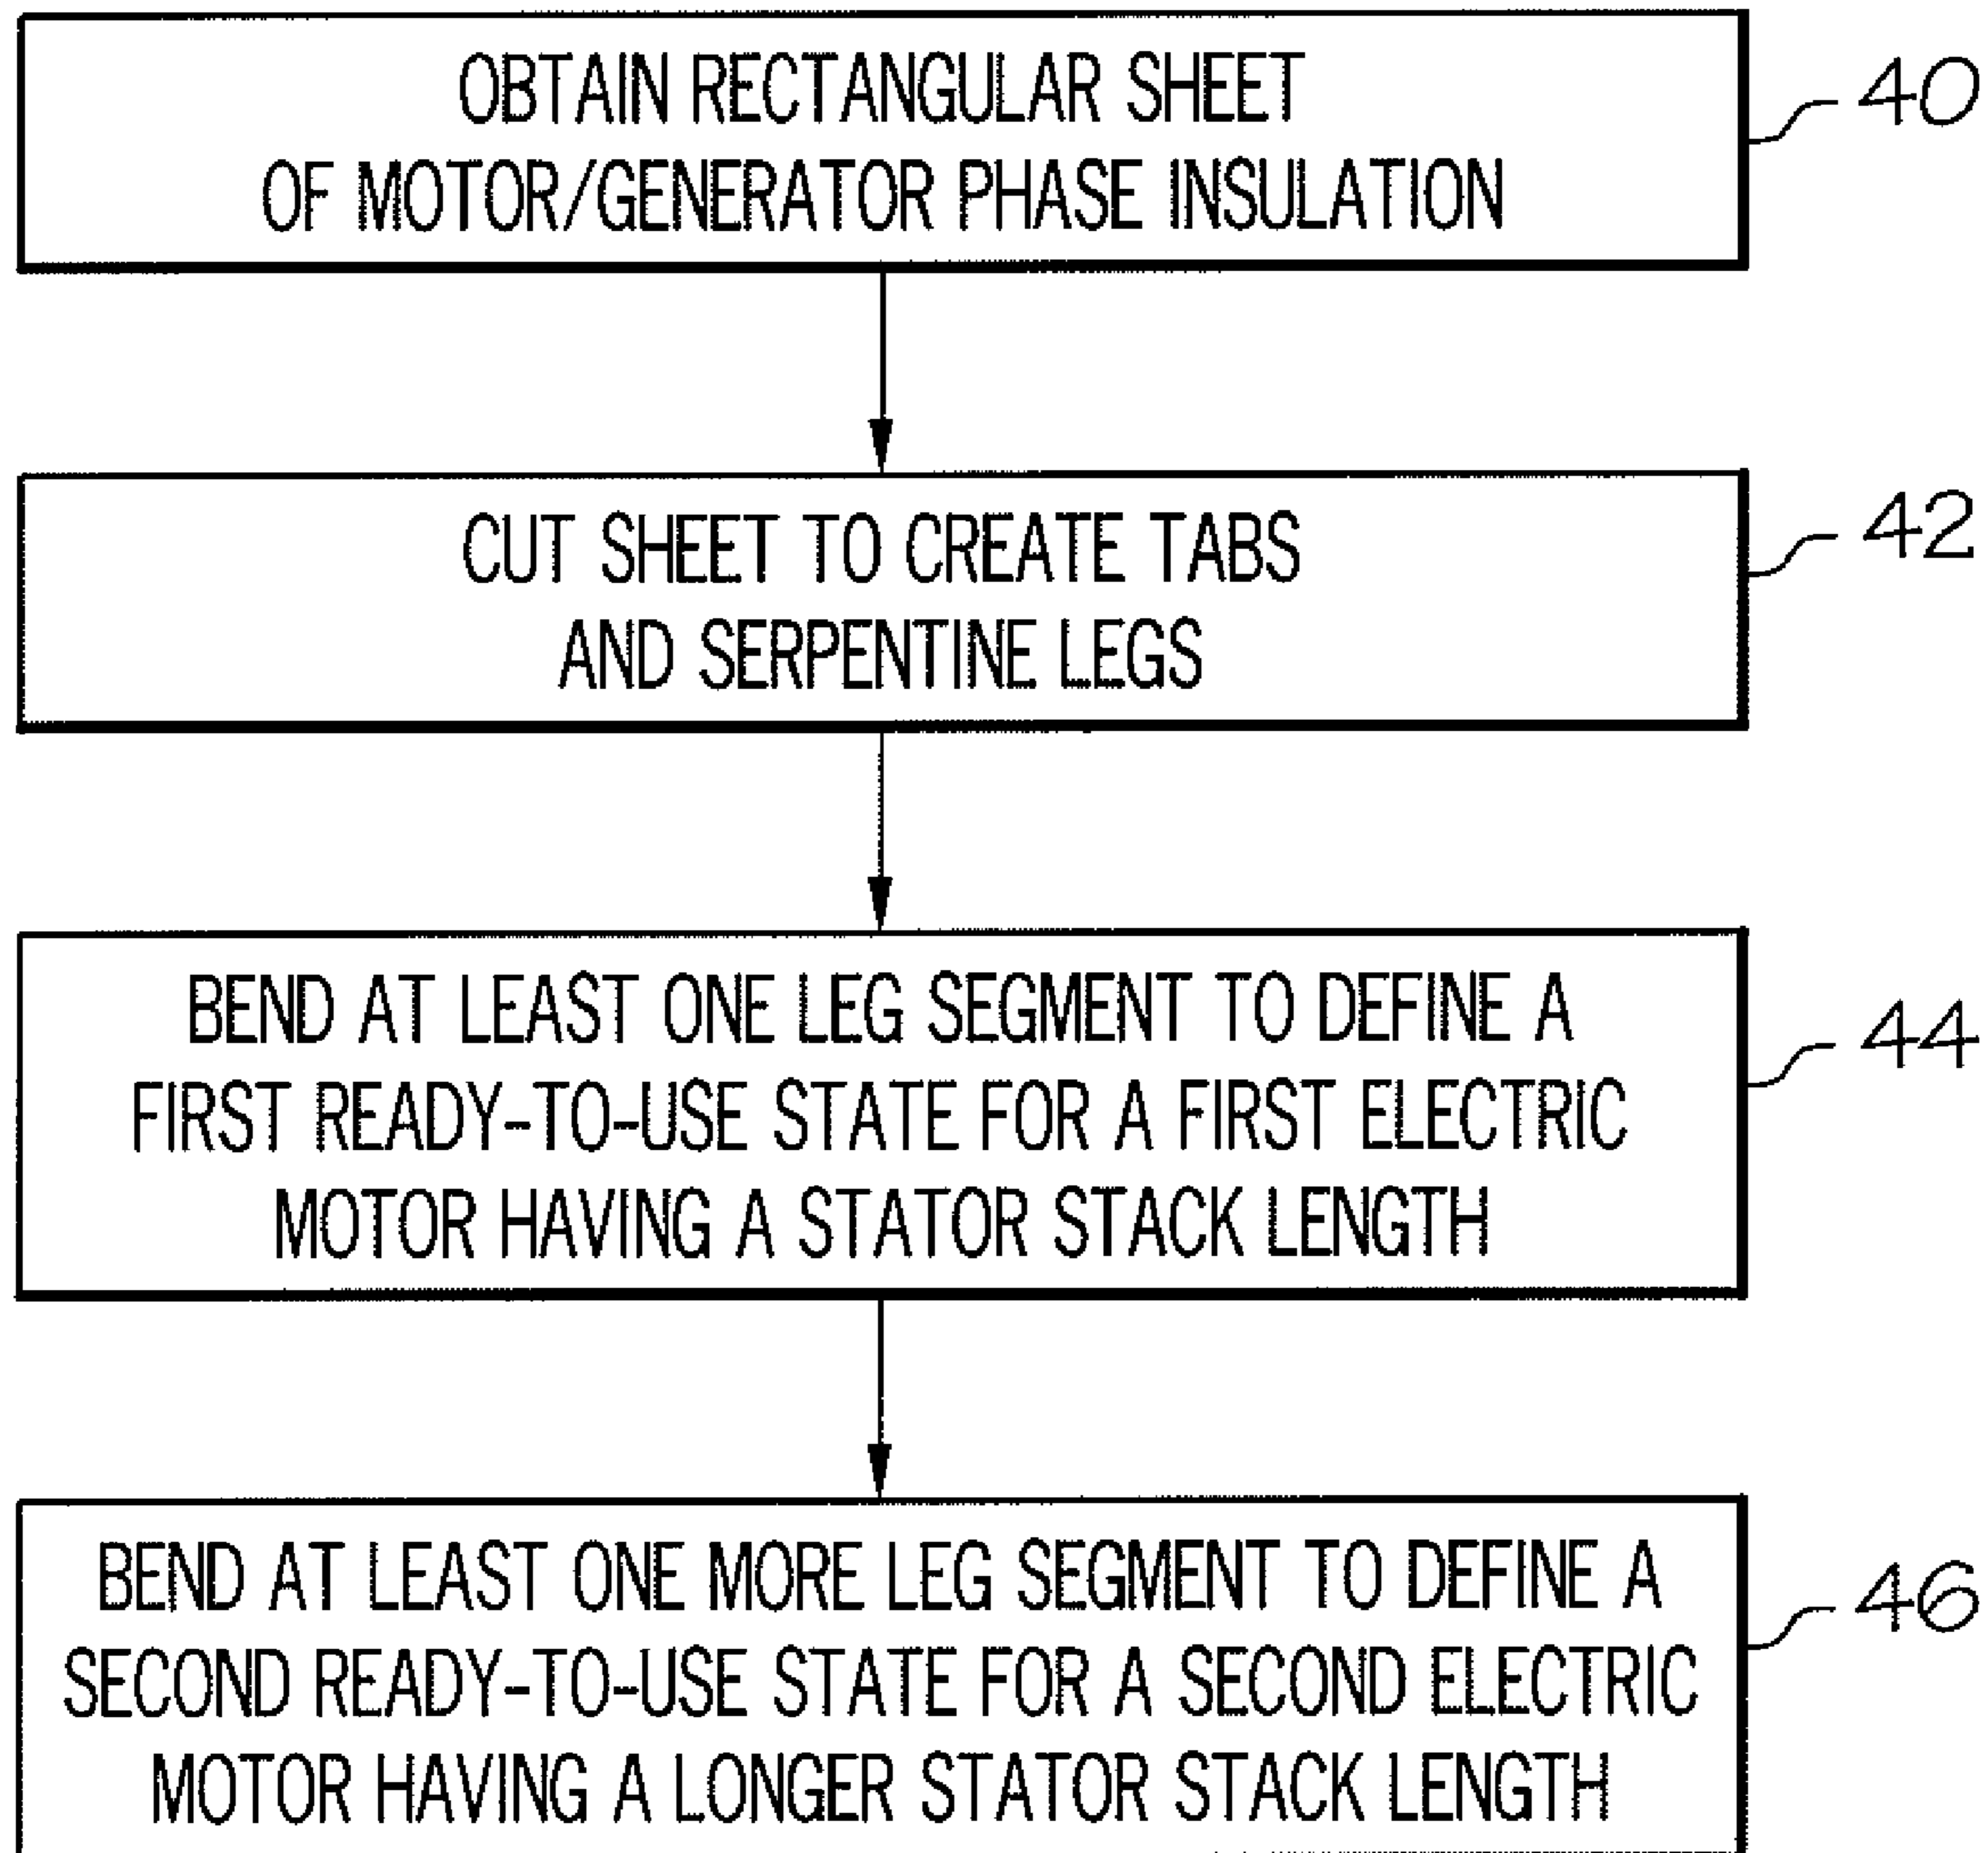 OBTAIN RECTANGULAR SHEET
OF MOTOR/GENERATOR PHASE INSULATION
40
CUT SHEET TO CREATE TABS
AND SERPENTINE LEGS
42
BEND AT LEAST ONE LEG SEGMENT TO DEFINE A
FIRST READY-TO-USE STATE FOR A FIRST ELECTRIC
MOTOR HAVING A STATOR STACK LENGTH
44
BEND AT LEAST ONE MORE LEG SEGMENT TO DEFINE A
SECOND READY-TO-USE STATE FOR A SECOND ELECTRIC
MOTOR HAVING A LONGER STATOR STACK LENGTH
46